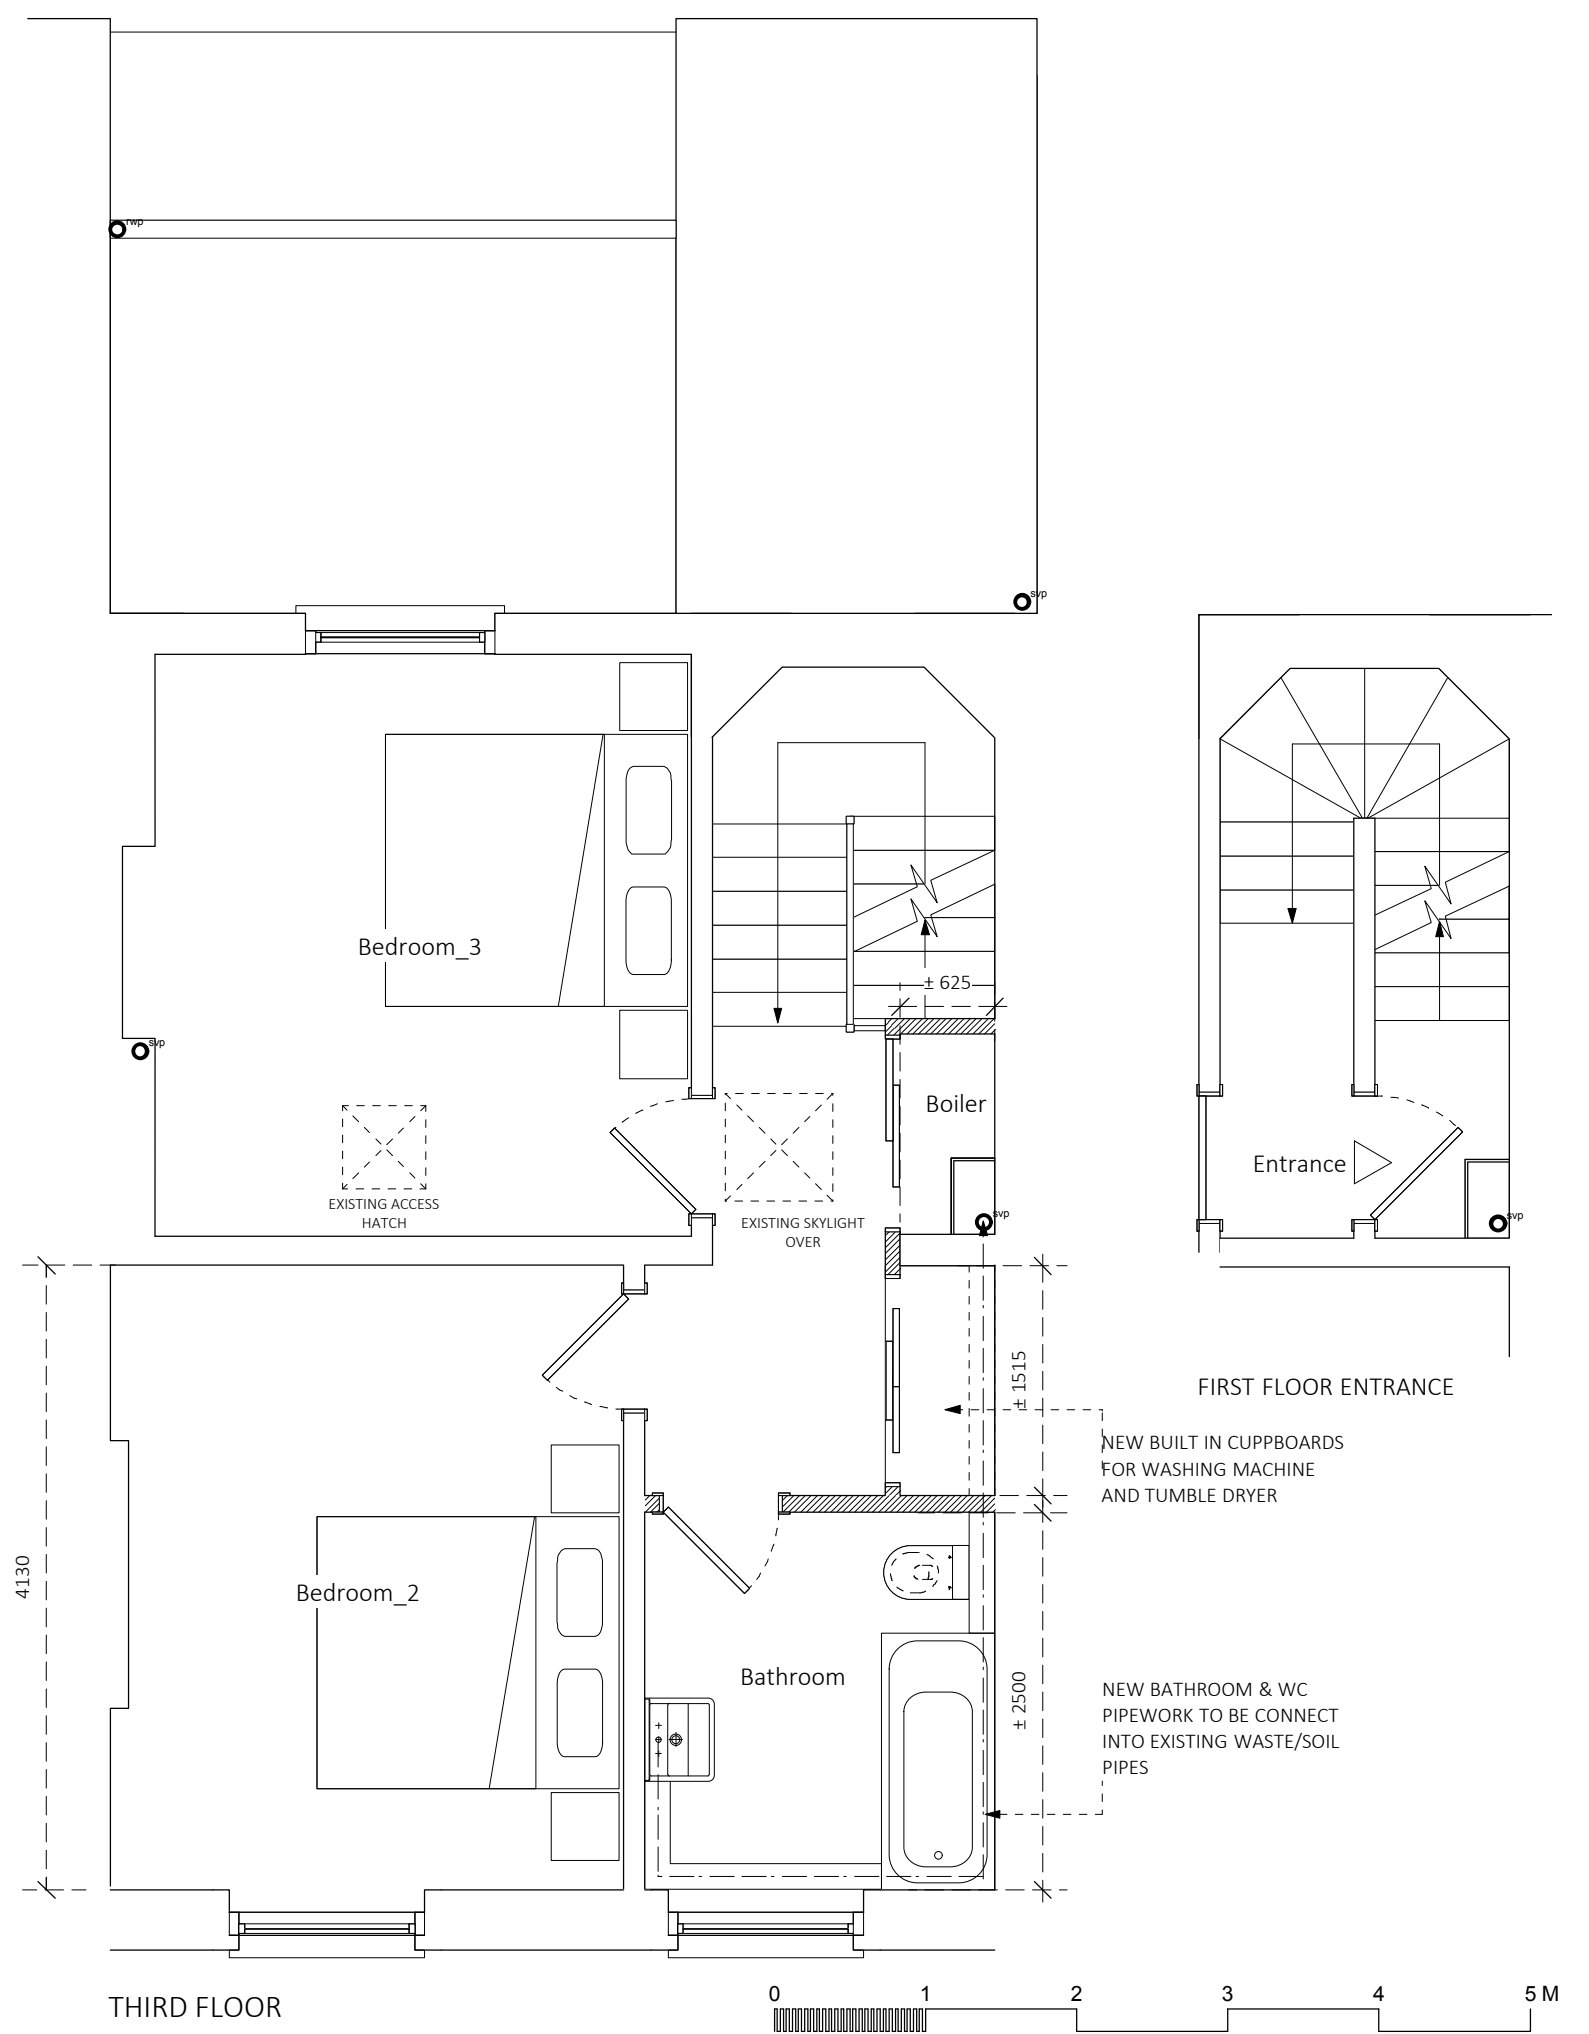 rwp
svp
Bedroom_3
± 625
svp
Boiler
Entrance
EXISTING ACCESS
HATCH
EXISTING SKYLIGHT
OVER
svp
svp
± 1515
FIRST FLOOR ENTRANCE
NEW BUILT IN CUPPBOARDS
FOR WASHING MACHINE
AND TUMBLE DRYER
4130
Bedroom_2
Bathroom
± 2500
NEW BATHROOM & WC
PIPEWORK TO BE CONNECT
INTO EXISTING WASTE/SOIL
PIPES
THIRD FLOOR
0 1 2 3 4 5 M